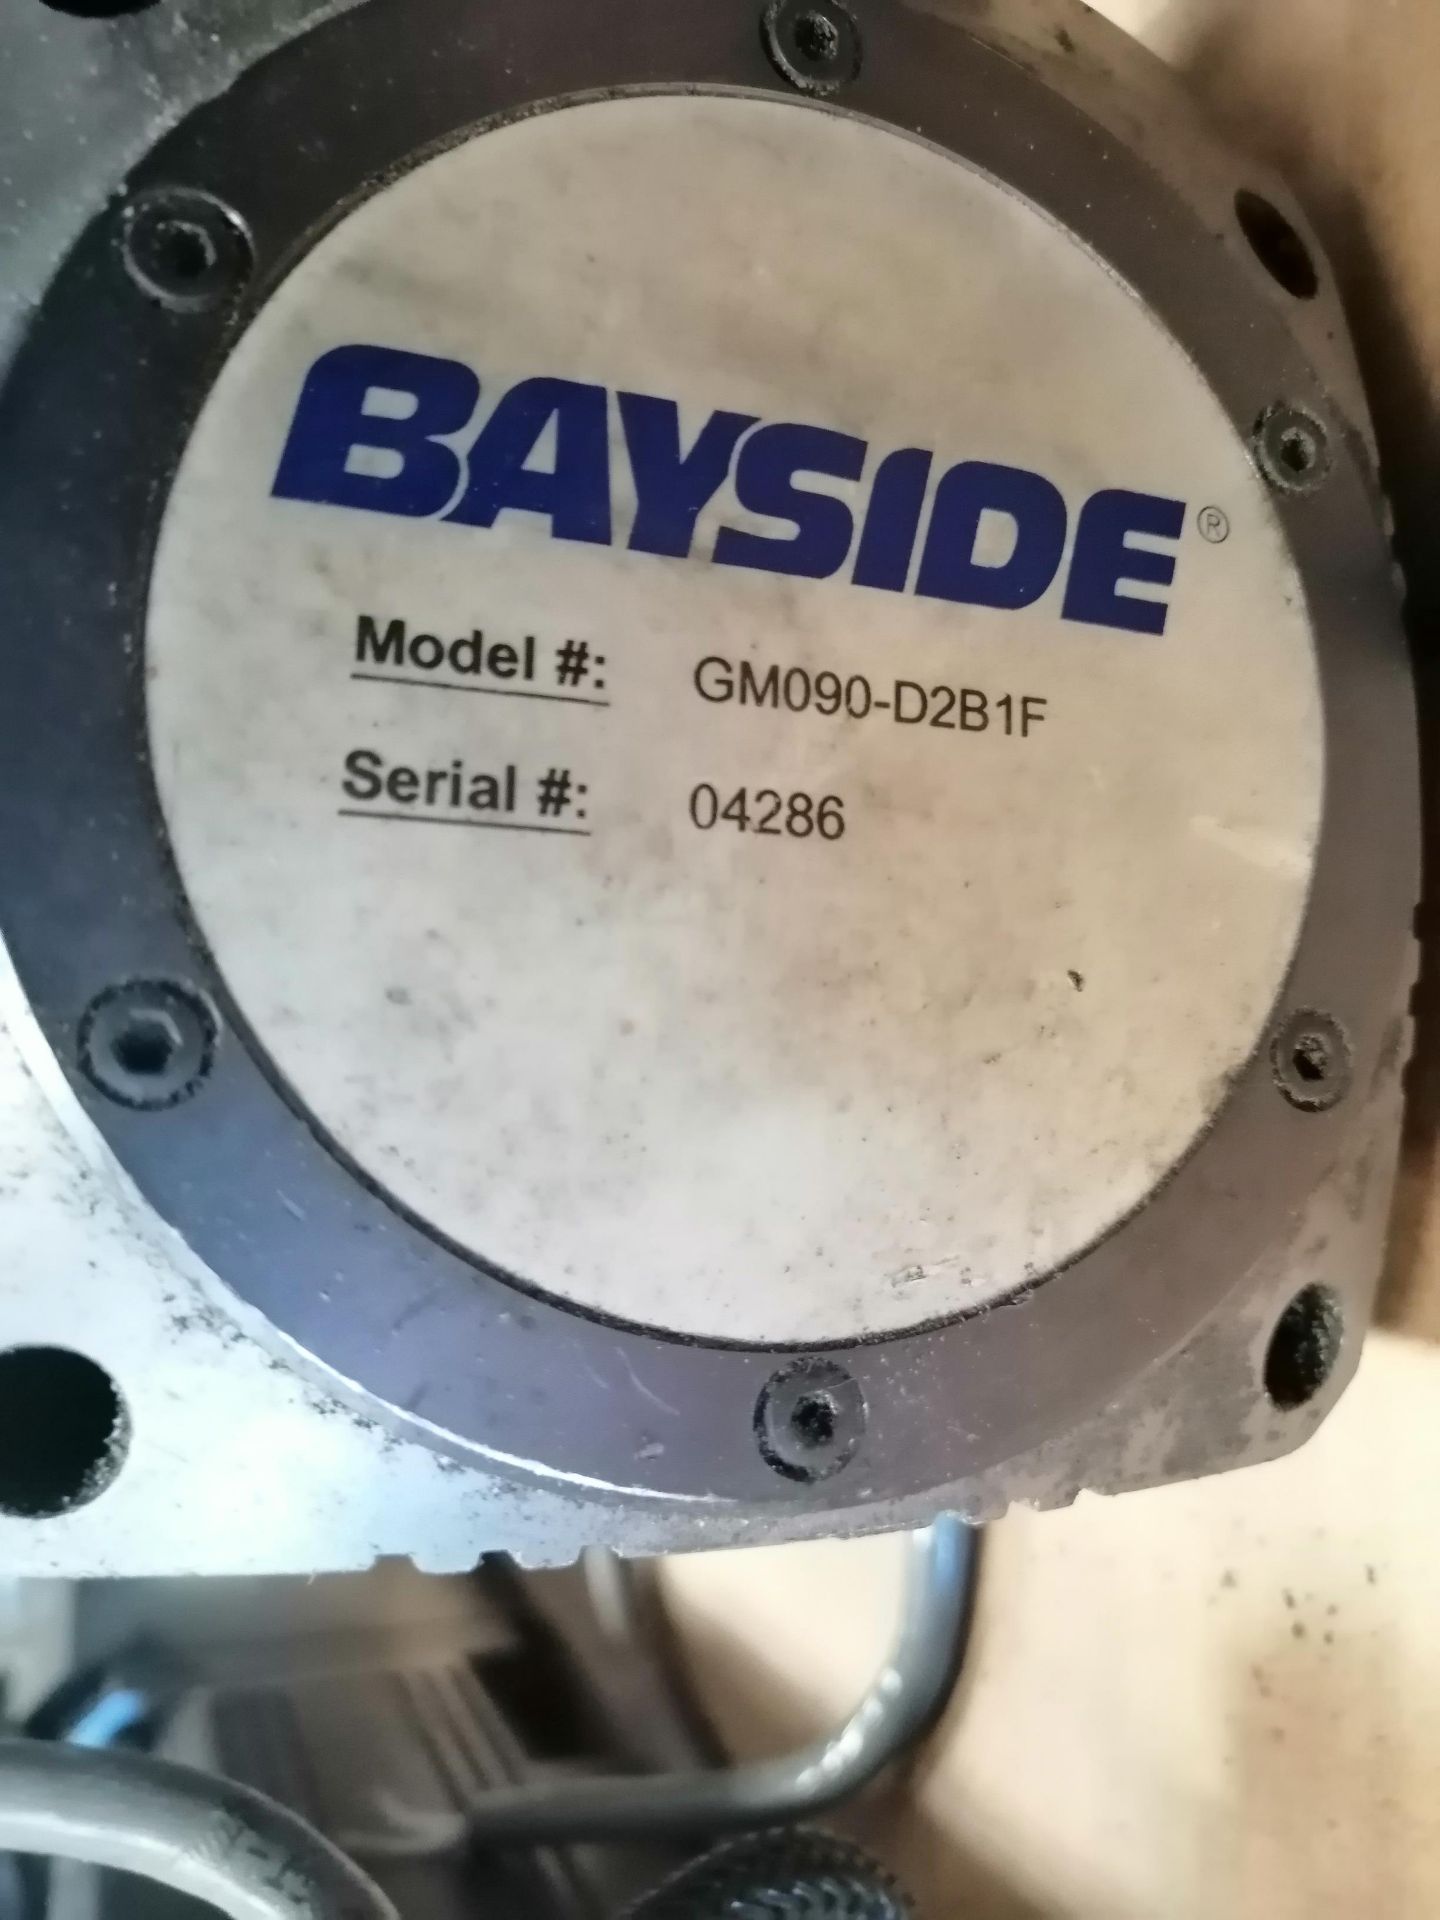 BAYSIDE®
Model #: GM090-D2B1F
Serial #: 04286